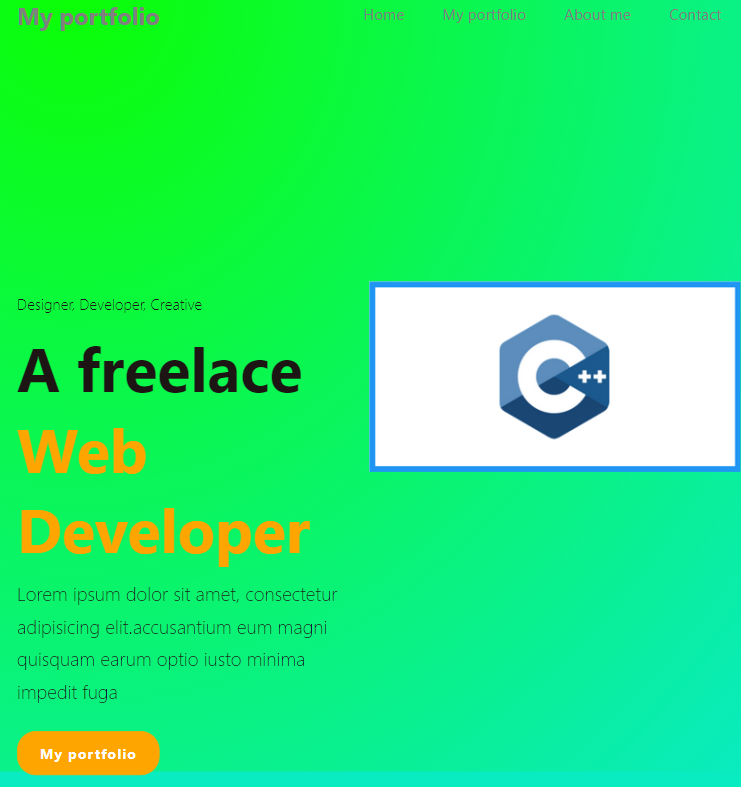 My portfolio
Home My portfolio About me Contact
Designer, Developer, Creative
A freelace
Web
Developer
C++
Lorem ipsum dolor sit amet, consectetur
adipisicing elit.accusantium eum magni
quisquam earum optio iusto minima
impedit fuga
My portfolio